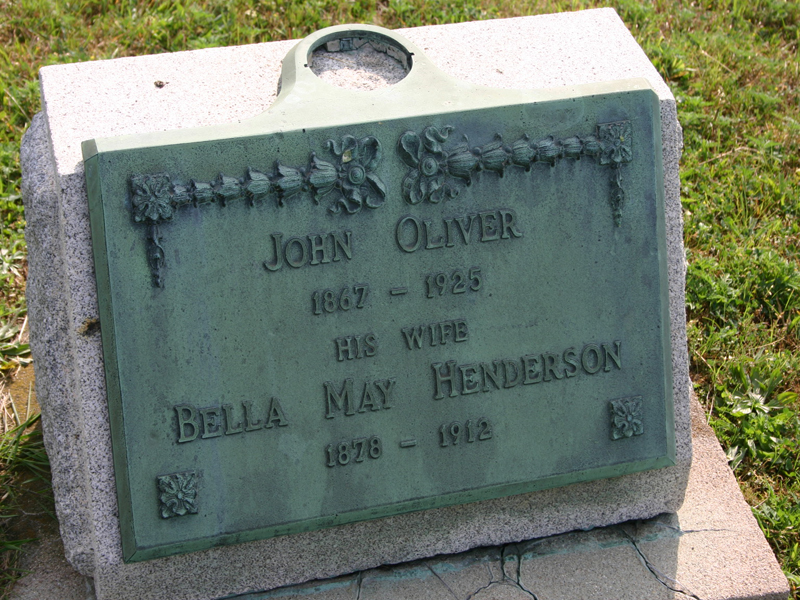 JOHN OLIVER
1867 - 1925
HIS WIFE
BELLA MAY HENDERSON
1878 - 1912